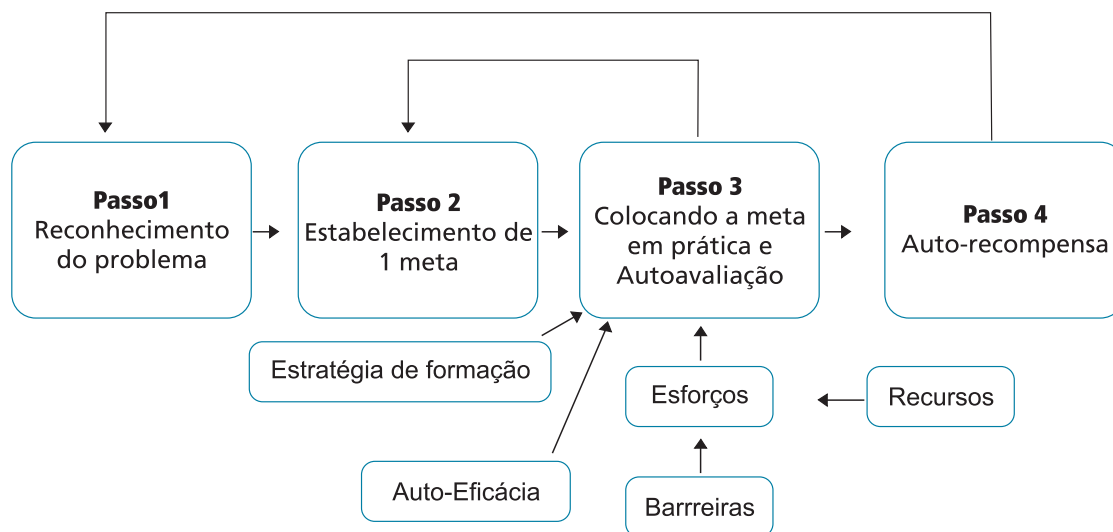 Passo1
Reconhecimento
do problema
Passo 2
Estabelecimento de
1 meta
Passo 3
Colocando a meta
em prática e
Autoavaliação
Passo 4
Auto-recompensa
Estratégia de formação
Esforços
Recursos
Auto-Eficácia
Barrreiras